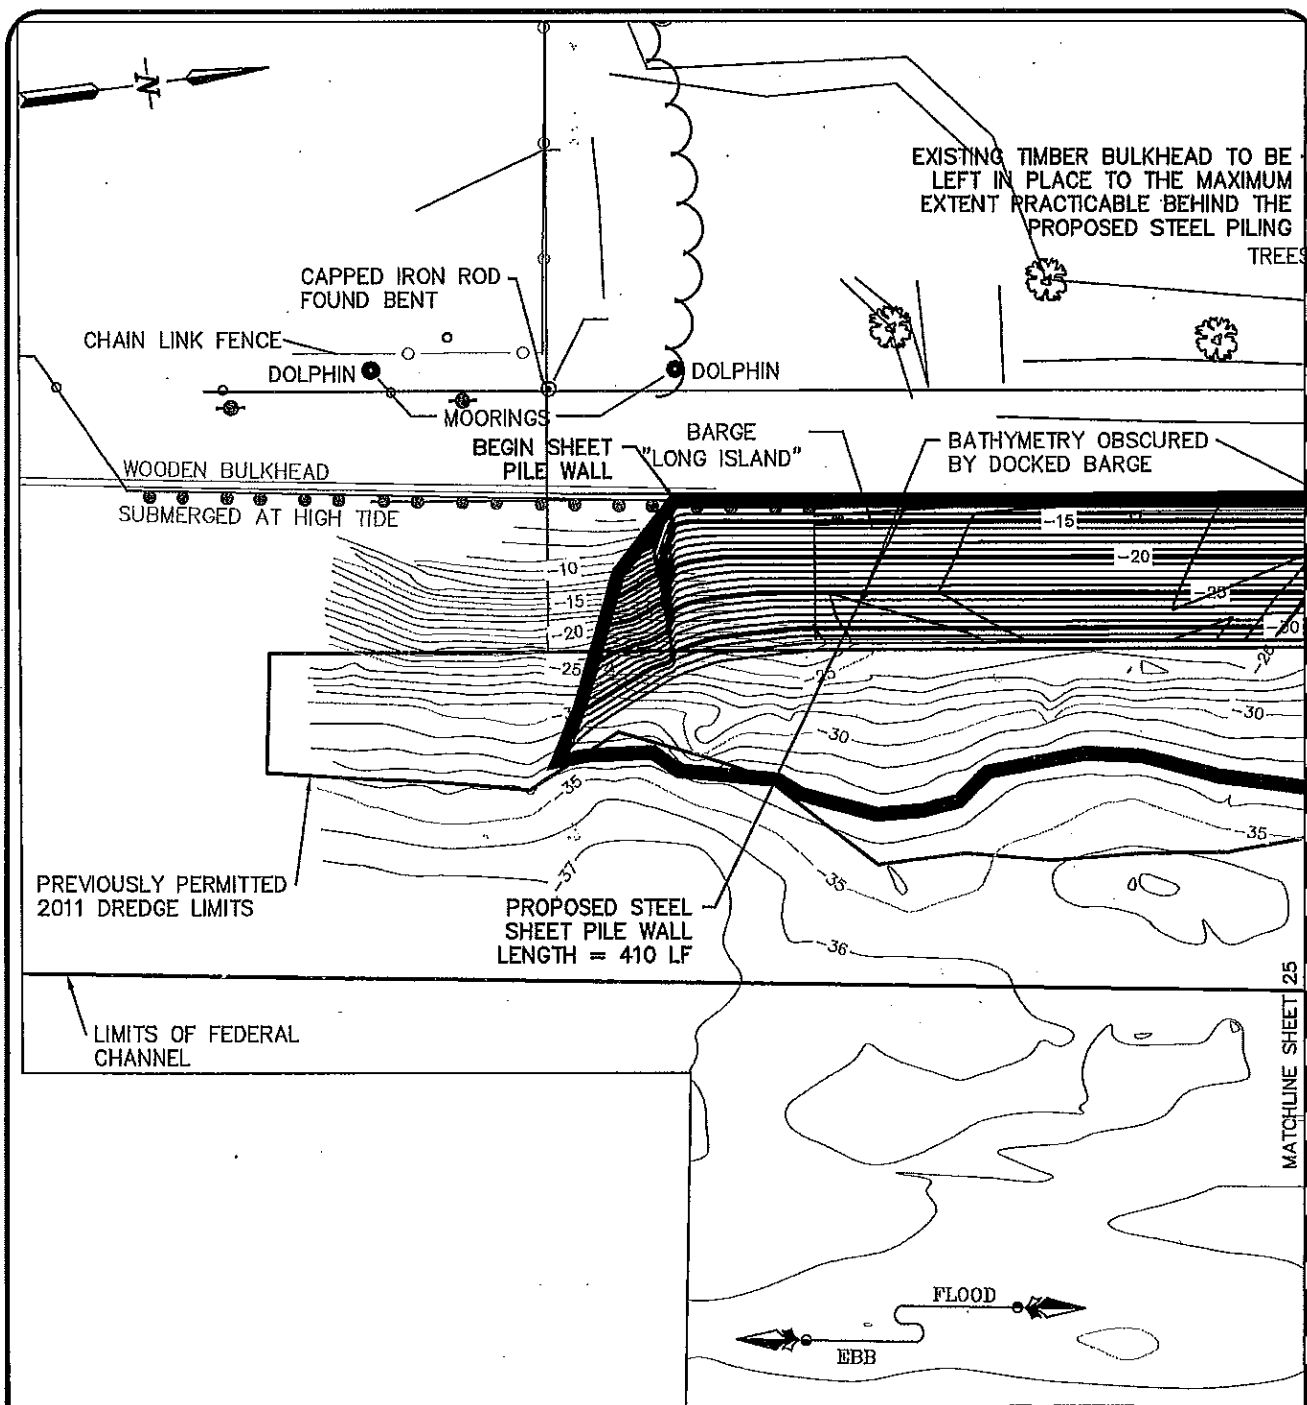 N
EXISTING TIMBER BULKHEAD TO BE
LEFT IN PLACE TO THE MAXIMUM
EXTENT PRACTICABLE BEHIND THE
PROPOSED STEEL PILING
TREES
CAPPED IRON ROD
FOUND BENT
CHAIN LINK FENCE
DOLPHIN
DOLPHIN
MOORINGS
BEGIN SHEET
PILE WALL
BARGE
"LONG ISLAND"
BATHYMETRY OBSCURED
BY DOCKED BARGE
WOODEN BULKHEAD
SUBMERGED AT HIGH TIDE
-15
-20
-25
-30
-10
-15
-20
-25
-25
-30
-30
-35
-35
-35
-37
-36
PREVIOUSLY PERMITTED
2011 DREDGE LIMITS
PROPOSED STEEL
SHEET PILE WALL
LENGTH = 410 LF
LIMITS OF FEDERAL
CHANNEL
MATCHLINE SHEET 25
FLOOD
EBB